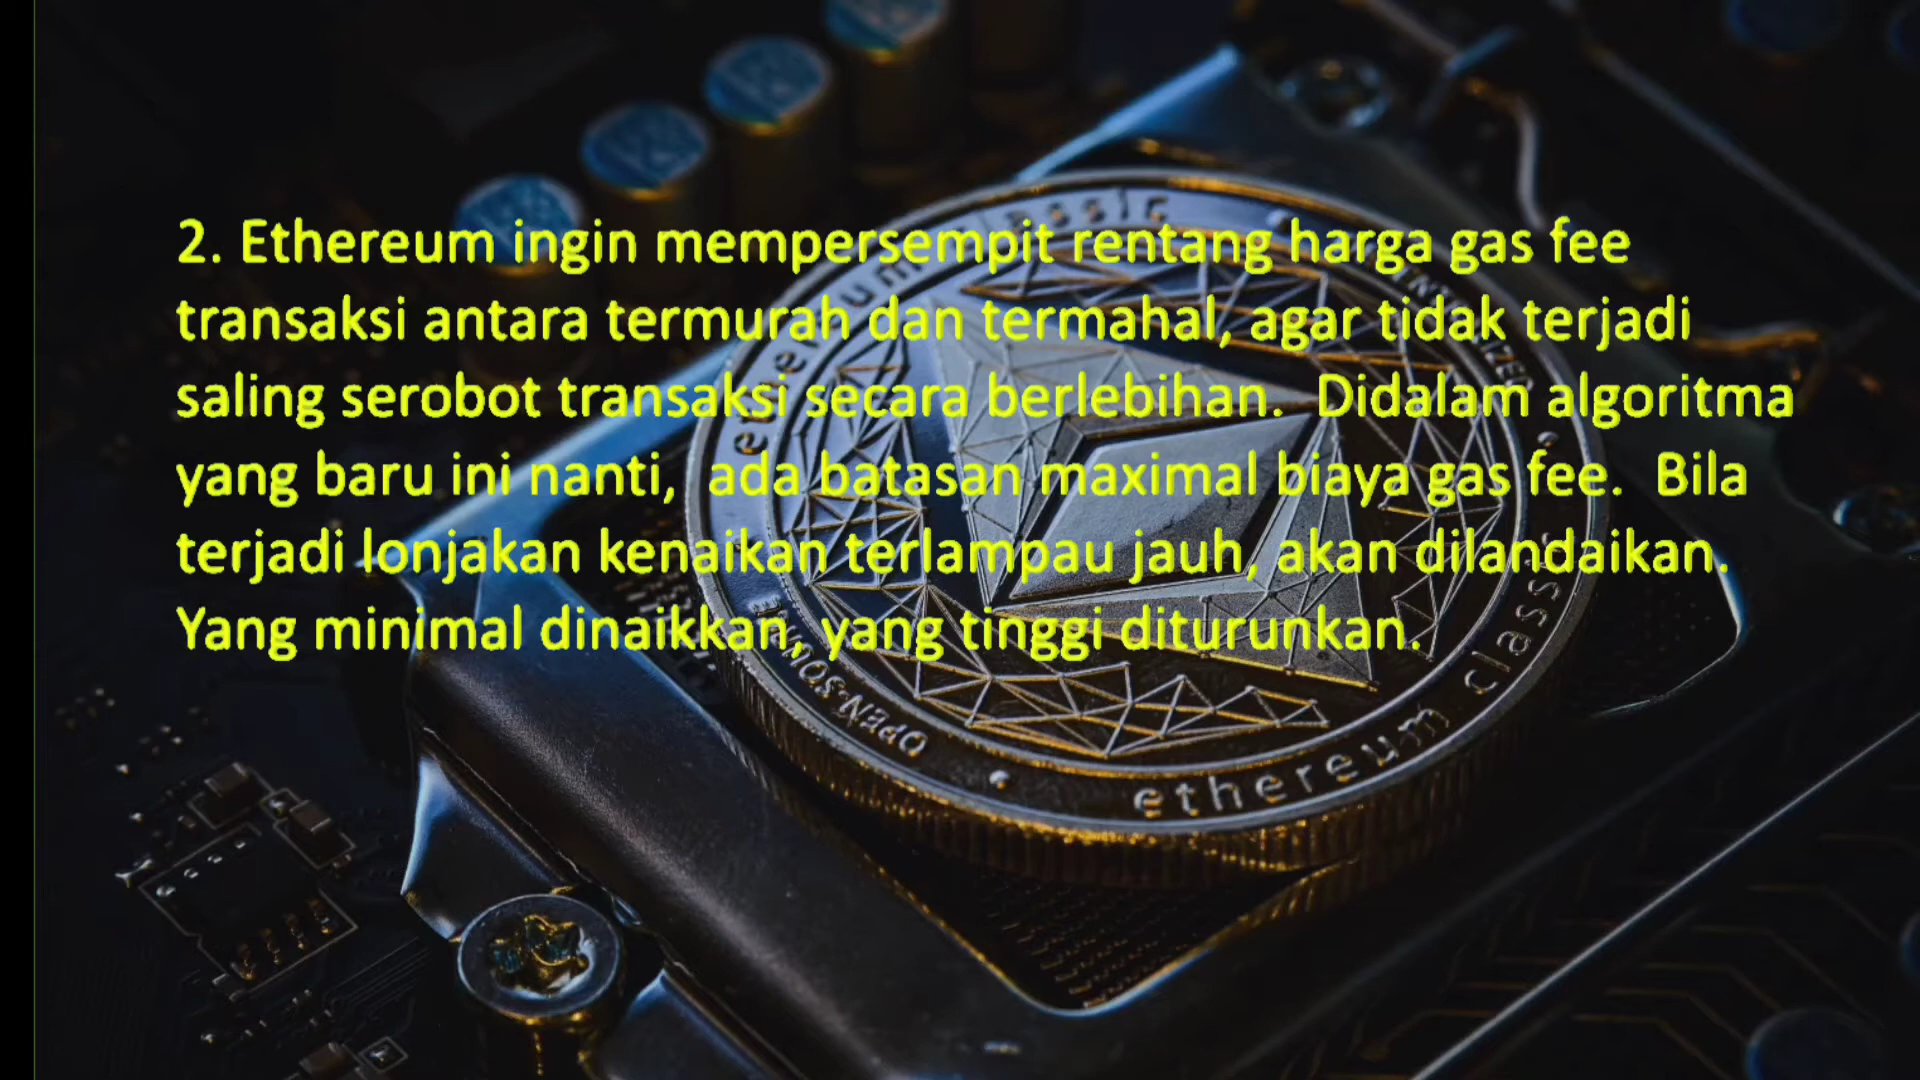 2. Ethereum ingin mempersempit rentang harga gas fee
transaksi antara termurah dan termahal, agar tidak terjadi
saling serobot transaksi secara berlebihan. Didalam algoritma
yang baru ini nanti, ada batasan maximal biaya gas fee. Bila
terjadi lonjakan kenaikan terlampau jauh, akan dilandaikan.
Yang minimal dinaikkan, yang tinggi diturunkan.
ethereum classic
OPEN-SOURCE
ethereum classic